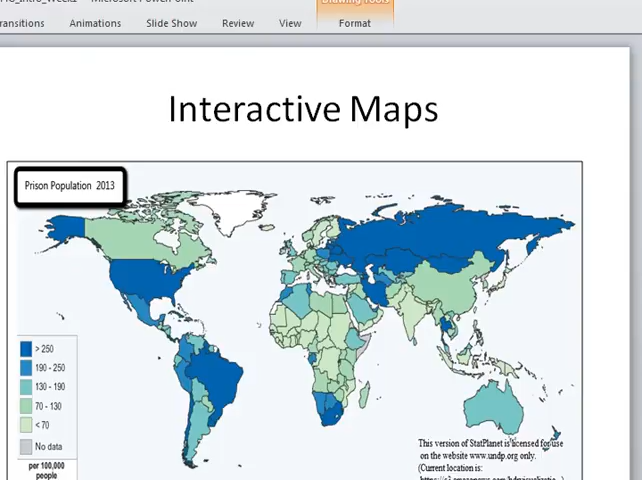 Microsoft PowerPoint
Drawing Tools
Transitions Animations Slide Show Review View Format
Interactive Maps
Prison Population 2013
> 250
190 - 250
130 - 190
70 - 130
< 70
No data
per 100,000
people
This version of StatPlanet is licensed for use
on the website www.undp.org only.
(Current location is: